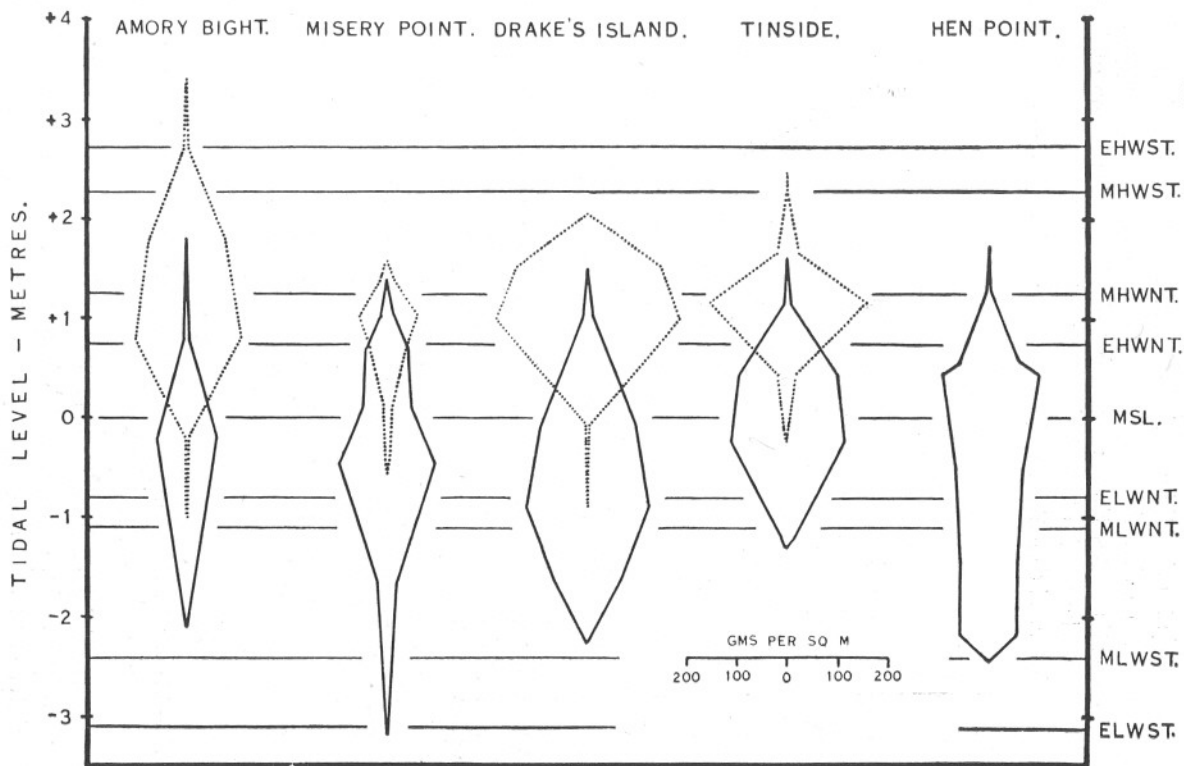 AMORY BIGHT. MISERY POINT. DRAKE'S ISLAND. TINSIDE. HEN POINT.
TIDAL LEVEL – METRES.
+4
+3
+2
+1
0
-1
-2
-3
EHWST.
MHWST.
MHWNT.
EHWNT.
MSL.
ELWNT.
MLWNT.
MLWST.
ELWST.
GMS PER SQ M
200 100 0 100 200